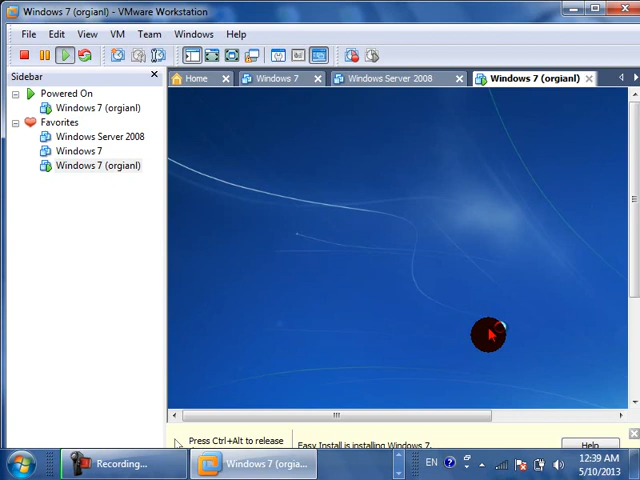 Windows 7 (orgianl) - VMware Workstation
File Edit View VM Team Windows Help
Sidebar
Home
Windows 7
Windows Server 2008
Windows 7 (orgianl)
Powered On
Windows 7 (orgianl)
Favorites
Windows Server 2008
Windows 7
Windows 7 (orgianl)
Press Ctrl+Alt to release
Easy Install is installing Windows 7.
Help
Recording...
Windows 7 (orgia...
EN
12:39 AM
5/10/2013